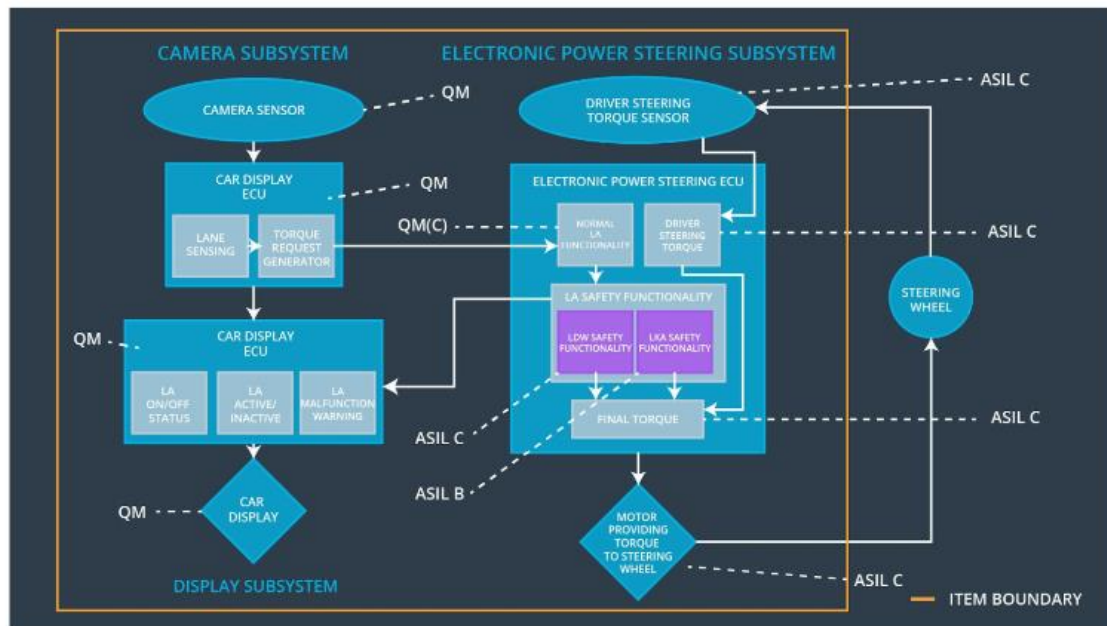 CAMERA SUBSYSTEM
ELECTRONIC POWER STEERING SUBSYSTEM
ASIL C
QM
CAMERA SENSOR
DRIVER STEERING
TORQUE SENSOR
CAR DISPLAY
ECU
QM
ELECTRONIC POWER STEERING ECU
LANE
SENSING
TORQUE
REQUEST
GENERATOR
QM(C)
NORMAL
LA
FUNCTIONALITY
DRIVER
STEERING
TORQUE
ASIL C
STEERING
WHEEL
LA SAFETY FUNCTIONALITY
LDW SAFETY
FUNCTIONALITY
LKA SAFETY
FUNCTIONALITY
QM
CAR DISPLAY
ECU
LA
ON/OFF
STATUS
LA
ACTIVE/
INACTIVE
LA
MALFUNCTION
WARNING
FINAL TORQUE
ASIL C
ASIL C
ASIL B
QM
CAR
DISPLAY
MOTOR
PROVIDING
TORQUE
TO STEERING
WHEEL
ASIL C
DISPLAY SUBSYSTEM
ITEM BOUNDARY